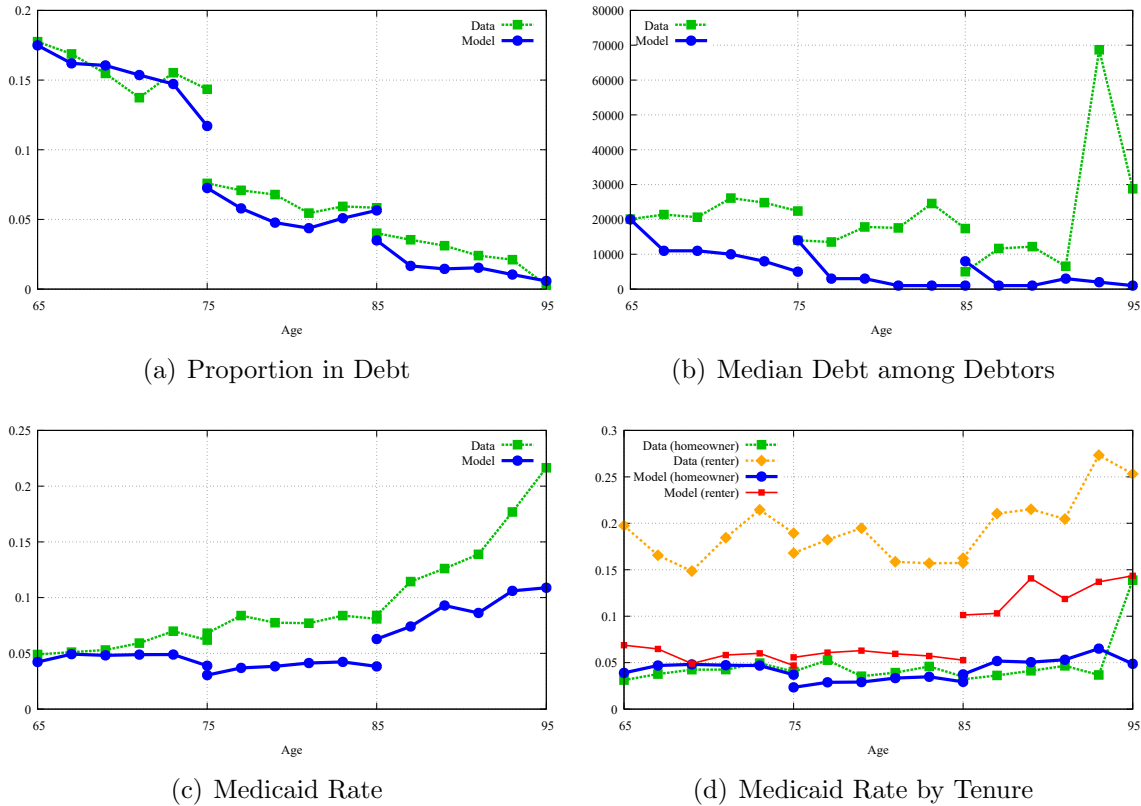 0.2
0.15
0.1
0.05
0
65
75
85
95
Data
Model
Age
(a) Proportion in Debt
80000
70000
60000
50000
40000
30000
20000
10000
0
65
75
85
95
Data
Model
Age
(b) Median Debt among Debtors
0.25
0.2
0.15
0.1
0.05
0
65
75
85
95
Data
Model
Age
(c) Medicaid Rate
0.3
0.25
0.2
0.15
0.1
0.05
0
65
75
85
95
Data (homeowner)
Data (renter)
Model (homeowner)
Model (renter)
Age
(d) Medicaid Rate by Tenure